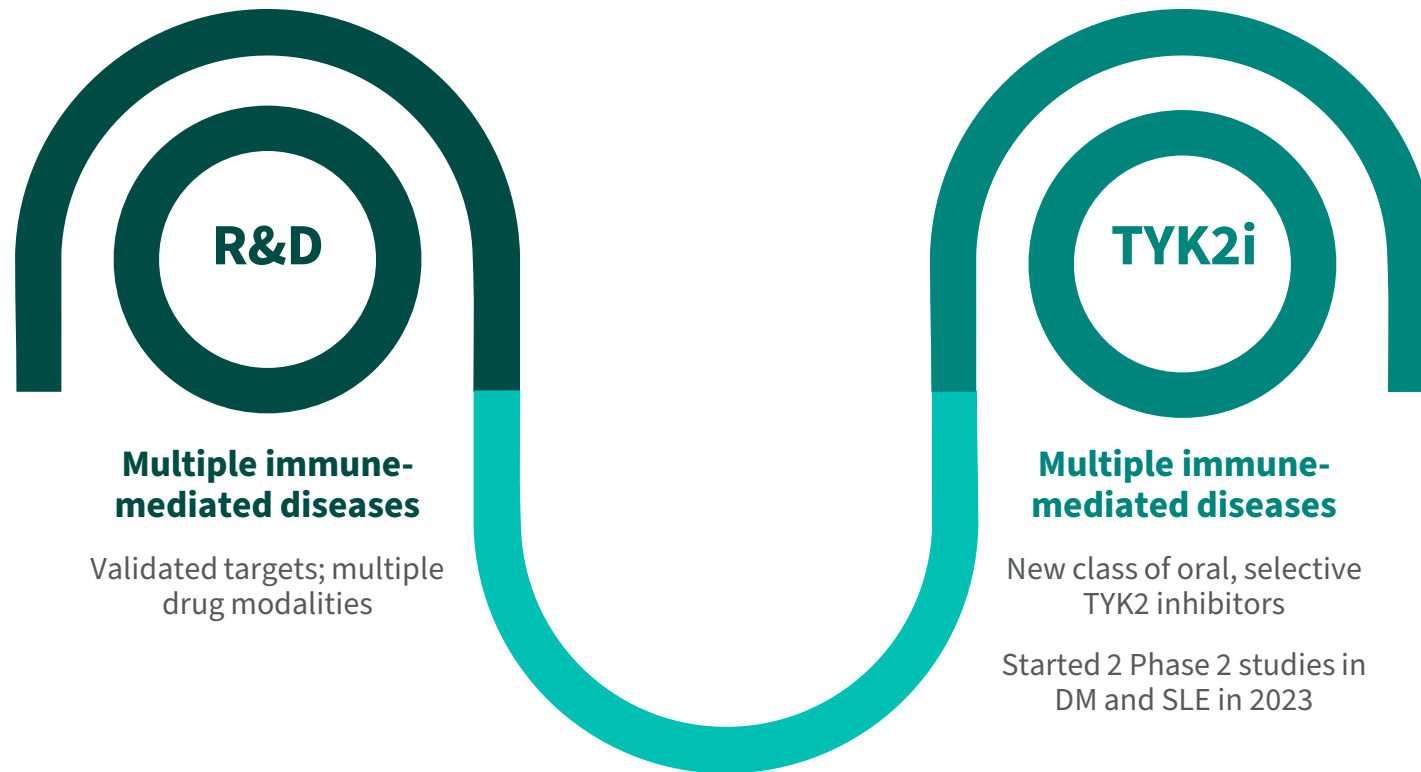 R&D
Multiple immune-
mediated diseases
Validated targets; multiple
drug modalities
TYK2i
Multiple immune-
mediated diseases
New class of oral, selective
TYK2 inhibitors
Started 2 Phase 2 studies in
DM and SLE in 2023